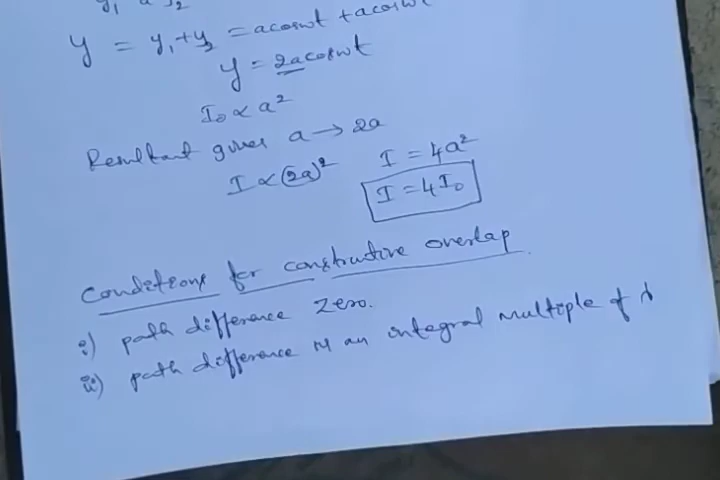 y = y₁+y₂ = acosωt + acosωt
y = 2acosωt
I₀ ∝ a²
Resultant gives a → 2a
I ∝ (2a)² I = 4a²
I = 4I₀
Conditions for constructive overlap
i) path difference zero.
ii) path difference is an integral multiple of λ